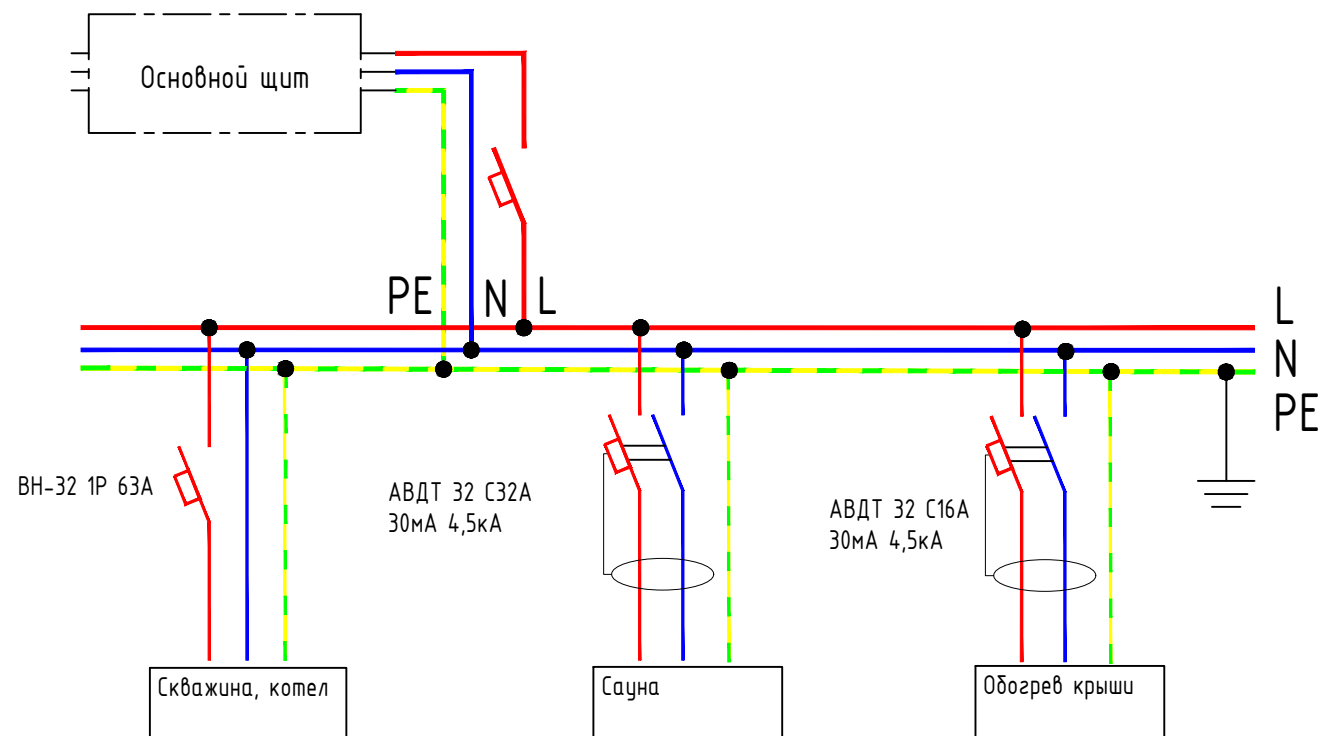 Основной щит
PE N L
L
N
PE
ВН-32 1Р 63А
АВДТ 32 С32А
30мА 4,5кА
АВДТ 32 С16А
30мА 4,5кА
Скважина, котел
Сауна
Обогрев крыши